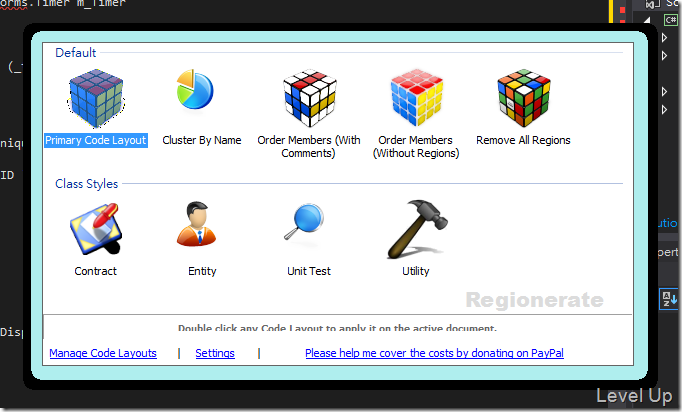 orms.Timer m_Timer
Default
Primary Code Layout
Cluster By Name
Order Members (With
Comments)
Order Members
(Without Regions)
Remove All Regions
niqu
ID
Class Styles
Contract
Entity
Unit Test
Utility
Regionerate
Disp
Double click any Code Layout to apply it on the active document.
Manage Code Layouts | Settings | Please help me cover the costs by donating on PayPal
utio
pert
Level Up